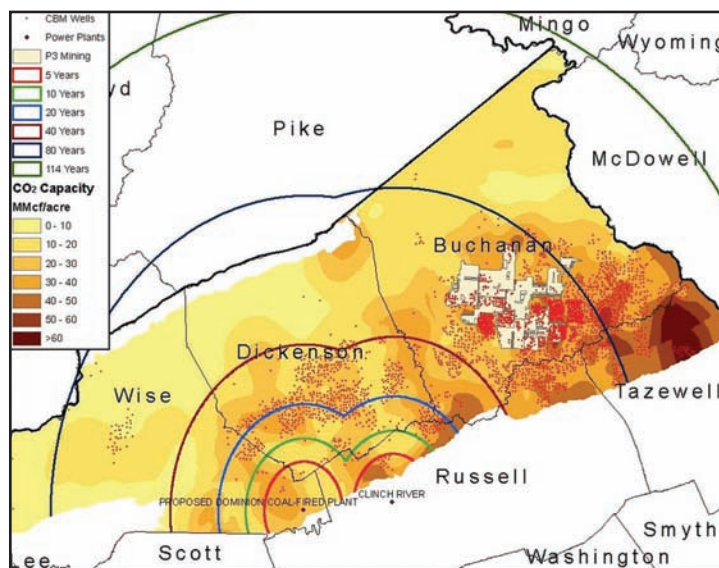 CBM Wells
Power Plants
P3 Mining
5 Years
10 Years
20 Years
40 Years
80 Years
114 Years
CO2 Capacity
MMcf/acre
0 - 10
10 - 20
20 - 30
30 - 40
40 - 50
50 - 60
>60
Mingo
Wyoming
yd
Pike
McDowell
Buchanan
Dickenson
Wise
Tazewell
Russell
PROPOSED DOMINION COAL-FIRED PLANT
CLINCH RIVER
Smyth
Lee
Scott
Washington